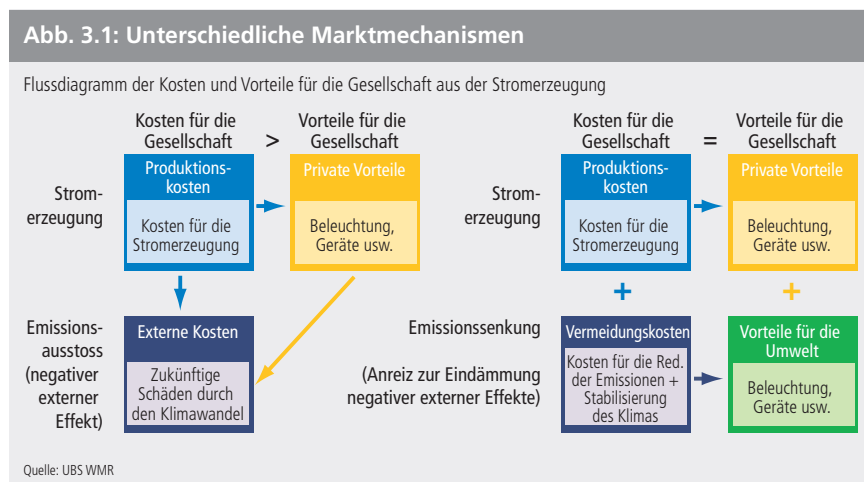 Abb. 3.1: Unterschiedliche Marktmechanismen
Flussdiagramm der Kosten und Vorteile für die Gesellschaft aus der Stromerzeugung
Kosten für die
Gesellschaft
>
Vorteile für die
Gesellschaft
Strom-
erzeugung
Produktions-
kosten
Kosten für die
Stromerzeugung
Private Vorteile
Beleuchtung,
Geräte usw.
Emissions-
ausstoss
(negativer
externer
Effekt)
Externe Kosten
Zukünftige
Schäden durch
den Klimawandel
Kosten für die
Gesellschaft
=
Vorteile für die
Gesellschaft
Strom-
erzeugung
Produktions-
kosten
Kosten für die
Stromerzeugung
Private Vorteile
Beleuchtung,
Geräte usw.
+
+
Emissionssenkung
(Anreiz zur Eindämmung
negativer externer Effekte)
Vermeidungskosten
Kosten für die Red.
der Emissionen +
Stabilisierung
des Klimas
Vorteile für die
Umwelt
Beleuchtung,
Geräte usw.
Quelle: UBS WMR